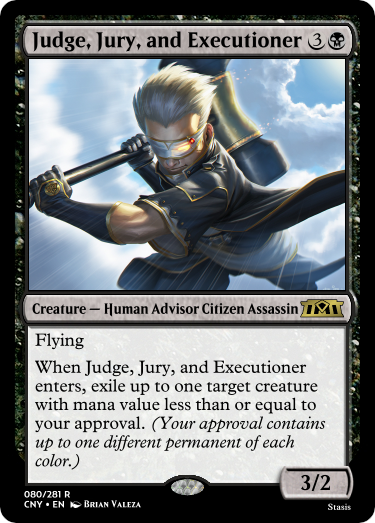 Judge, Jury, and Executioner 3
Creature — Human Advisor Citizen Assassin
Flying
When Judge, Jury, and Executioner
enters, exile up to one target creature
with mana value less than or equal to
your approval. (Your approval contains
up to one different permanent of each
color.)
3/2
080/281 R
CNY • EN Brian Valeza
Stasis